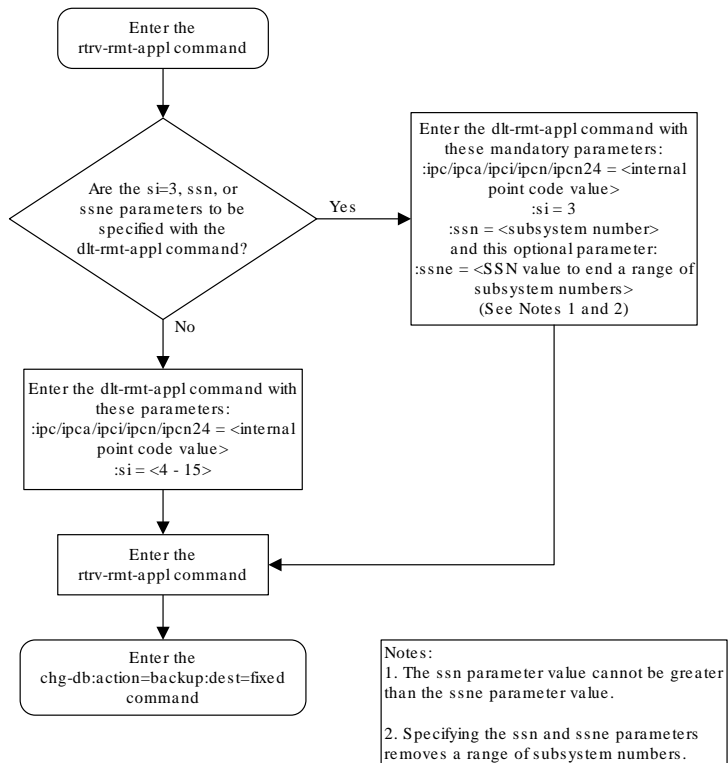 Enter the
rtrv-rmt-appl command
Are the si=3, ssn, or
ssne parameters to be
specified with the
dlt-rmt-appl command?
Yes
No
Enter the dlt-rmt-appl command with
these mandatory parameters:
:ipc/ipca/ipci/ipcn/ipcn24 = <internal
point code value>
:si = 3
:ssn = <subsystem number>
and this optional parameter:
:ssne = <SSN value to end a range of
subsystem numbers>
(See Notes 1 and 2)
Enter the dlt-rmt-appl command with
these parameters:
:ipc/ipca/ipci/ipcn/ipcn24 = <internal
point code value>
:si = <4 - 15>
Enter the
rtrv-rmt-appl command
Enter the
chg-db:action=backup:dest=fixed
command
Notes:
1. The ssn parameter value cannot be greater
than the ssne parameter value.
2. Specifying the ssn and ssne parameters
removes a range of subsystem numbers.